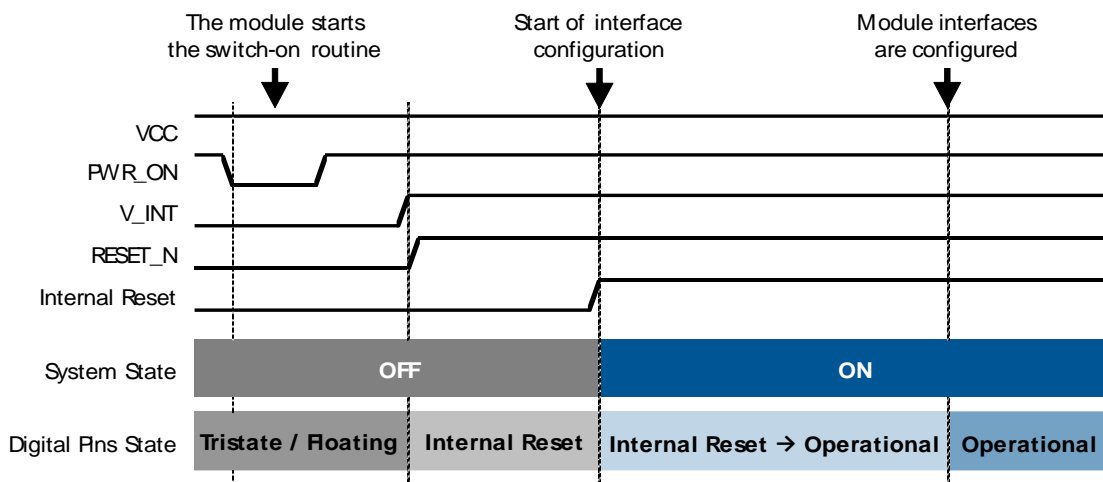 The module starts
the switch-on routine
Start of interface
configuration
Module interfaces
are configured
VCC
PWR_ON
V_INT
RESET_N
Internal Reset
System State
OFF
ON
Digital Pins State
Tristate / Floating
Internal Reset
Internal Reset → Operational
Operational